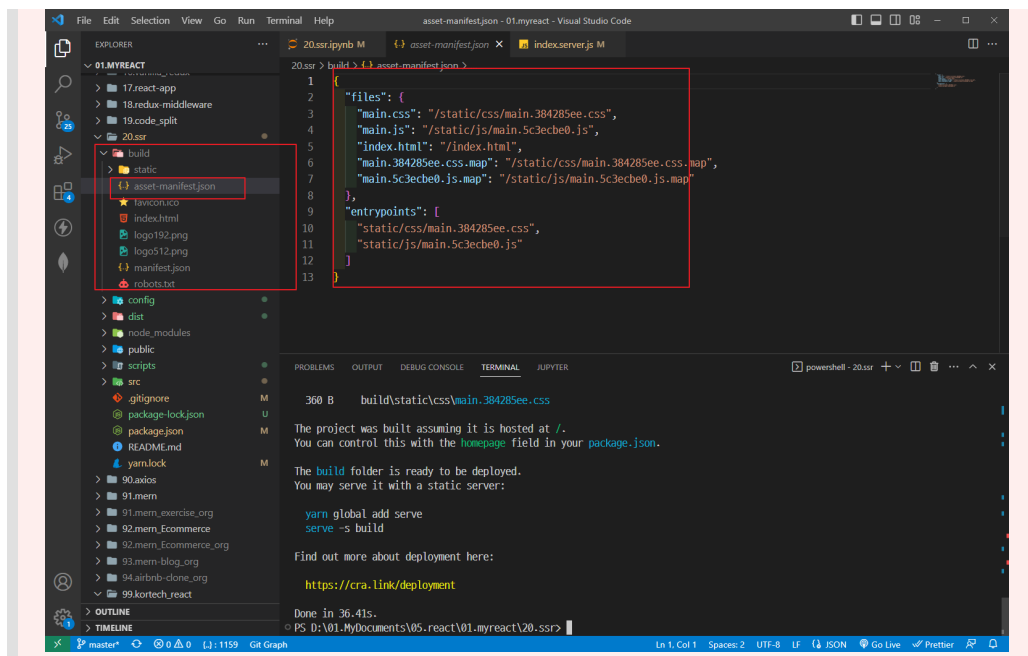 File Edit Selection View Go Run Terminal Help
asset-manifest.json - 01.myreact - Visual Studio Code
EXPLORER
20.ssr.ipynb M
asset-manifest.json
index.server.js M
01.MYREACT
20.ssr > build > asset-manifest.json >
17.react-app
18.redux-middleware
19.code_split
20.ssr
build
static
asset-manifest.json
favicon.ico
index.html
logo192.png
logo512.png
manifest.json
robots.txt
config
dist
node_modules
public
scripts
src
.gitignore M
package-lock.json U
package.json M
README.md
yarn.lock M
90.axios
91.mern
91.mern_exercise_org
92.mern_Ecommerce
92.mern_Ecommerce_org
93.mern-blog_org
94.airbnb-clone_org
99.kortech_react
OUTLINE
TIMELINE
25
4
1
1 {
2 "files": {
3 "main.css": "/static/css/main.384285ee.css",
4 "main.js": "/static/js/main.5c3ecbe0.js",
5 "index.html": "/index.html",
6 "main.384285ee.css.map": "/static/css/main.384285ee.css.map",
7 "main.5c3ecbe0.js.map": "/static/js/main.5c3ecbe0.js.map"
8 },
9 "entrypoints": [
10 "static/css/main.384285ee.css",
11 "static/js/main.5c3ecbe0.js"
12 ]
13 }
PROBLEMS OUTPUT DEBUG CONSOLE TERMINAL JUPYTER
powershell - 20.ssr
360 B build\static\css\main.384285ee.css
The project was built assuming it is hosted at /.
You can control this with the homepage field in your package.json.
The build folder is ready to be deployed.
You may serve it with a static server:
yarn global add serve
serve -s build
Find out more about deployment here:
https://cra.link/deployment
Done in 36.41s.
PS D:\01.MyDocuments\05.react\01.myreact\20.ssr>
master* 0 0 {..} : 1159 Git Graph
Ln 1, Col 1 Spaces: 2 UTF-8 LF JSON Go Live Prettier